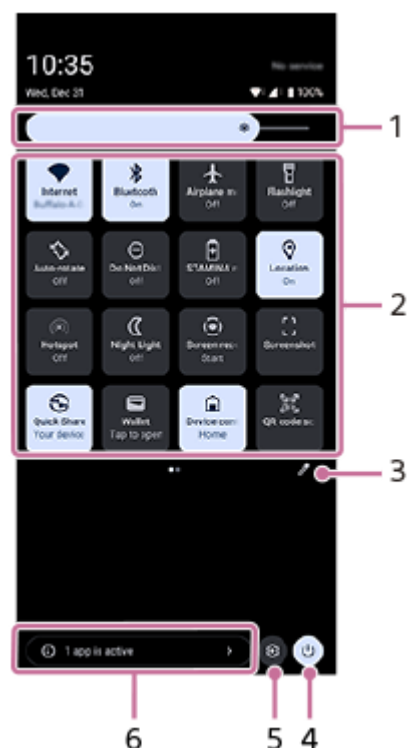 10:35
No service
Wed, Dec 31
100%
1
Internet
Bluetooth
Airplane m
Flashlight
Buffalo-A-
On
Off
Off
2
Auto-rotate
Do Not Dis
STAMINA
Location
Off
Off
Off
On
Hotspot
Night Light
Screen rec
Screenshot
Off
Off
Start
Quick Share
Wallet
Device con
QR code sc
Your device
Tap to open
Home
3
1 app is active
6
5
4